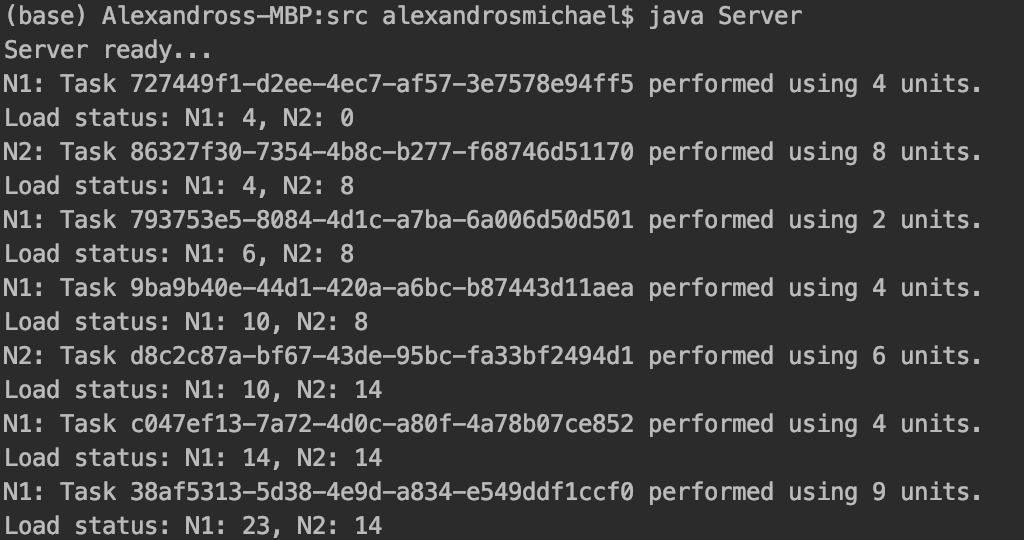 (base) Alexandross-MBP:src alexandrosmichael$ java Server
Server ready...
N1: Task 727449f1-d2ee-4ec7-af57-3e7578e94ff5 performed using 4 units.
Load status: N1: 4, N2: 0
N2: Task 86327f30-7354-4b8c-b277-f68746d51170 performed using 8 units.
Load status: N1: 4, N2: 8
N1: Task 793753e5-8084-4d1c-a7ba-6a006d50d501 performed using 2 units.
Load status: N1: 6, N2: 8
N1: Task 9ba9b40e-44d1-420a-a6bc-b87443d11aea performed using 4 units.
Load status: N1: 10, N2: 8
N2: Task d8c2c87a-bf67-43de-95bc-fa33bf2494d1 performed using 6 units.
Load status: N1: 10, N2: 14
N1: Task c047ef13-7a72-4d0c-a80f-4a78b07ce852 performed using 4 units.
Load status: N1: 14, N2: 14
N1: Task 38af5313-5d38-4e9d-a834-e549ddf1ccf0 performed using 9 units.
Load status: N1: 23, N2: 14